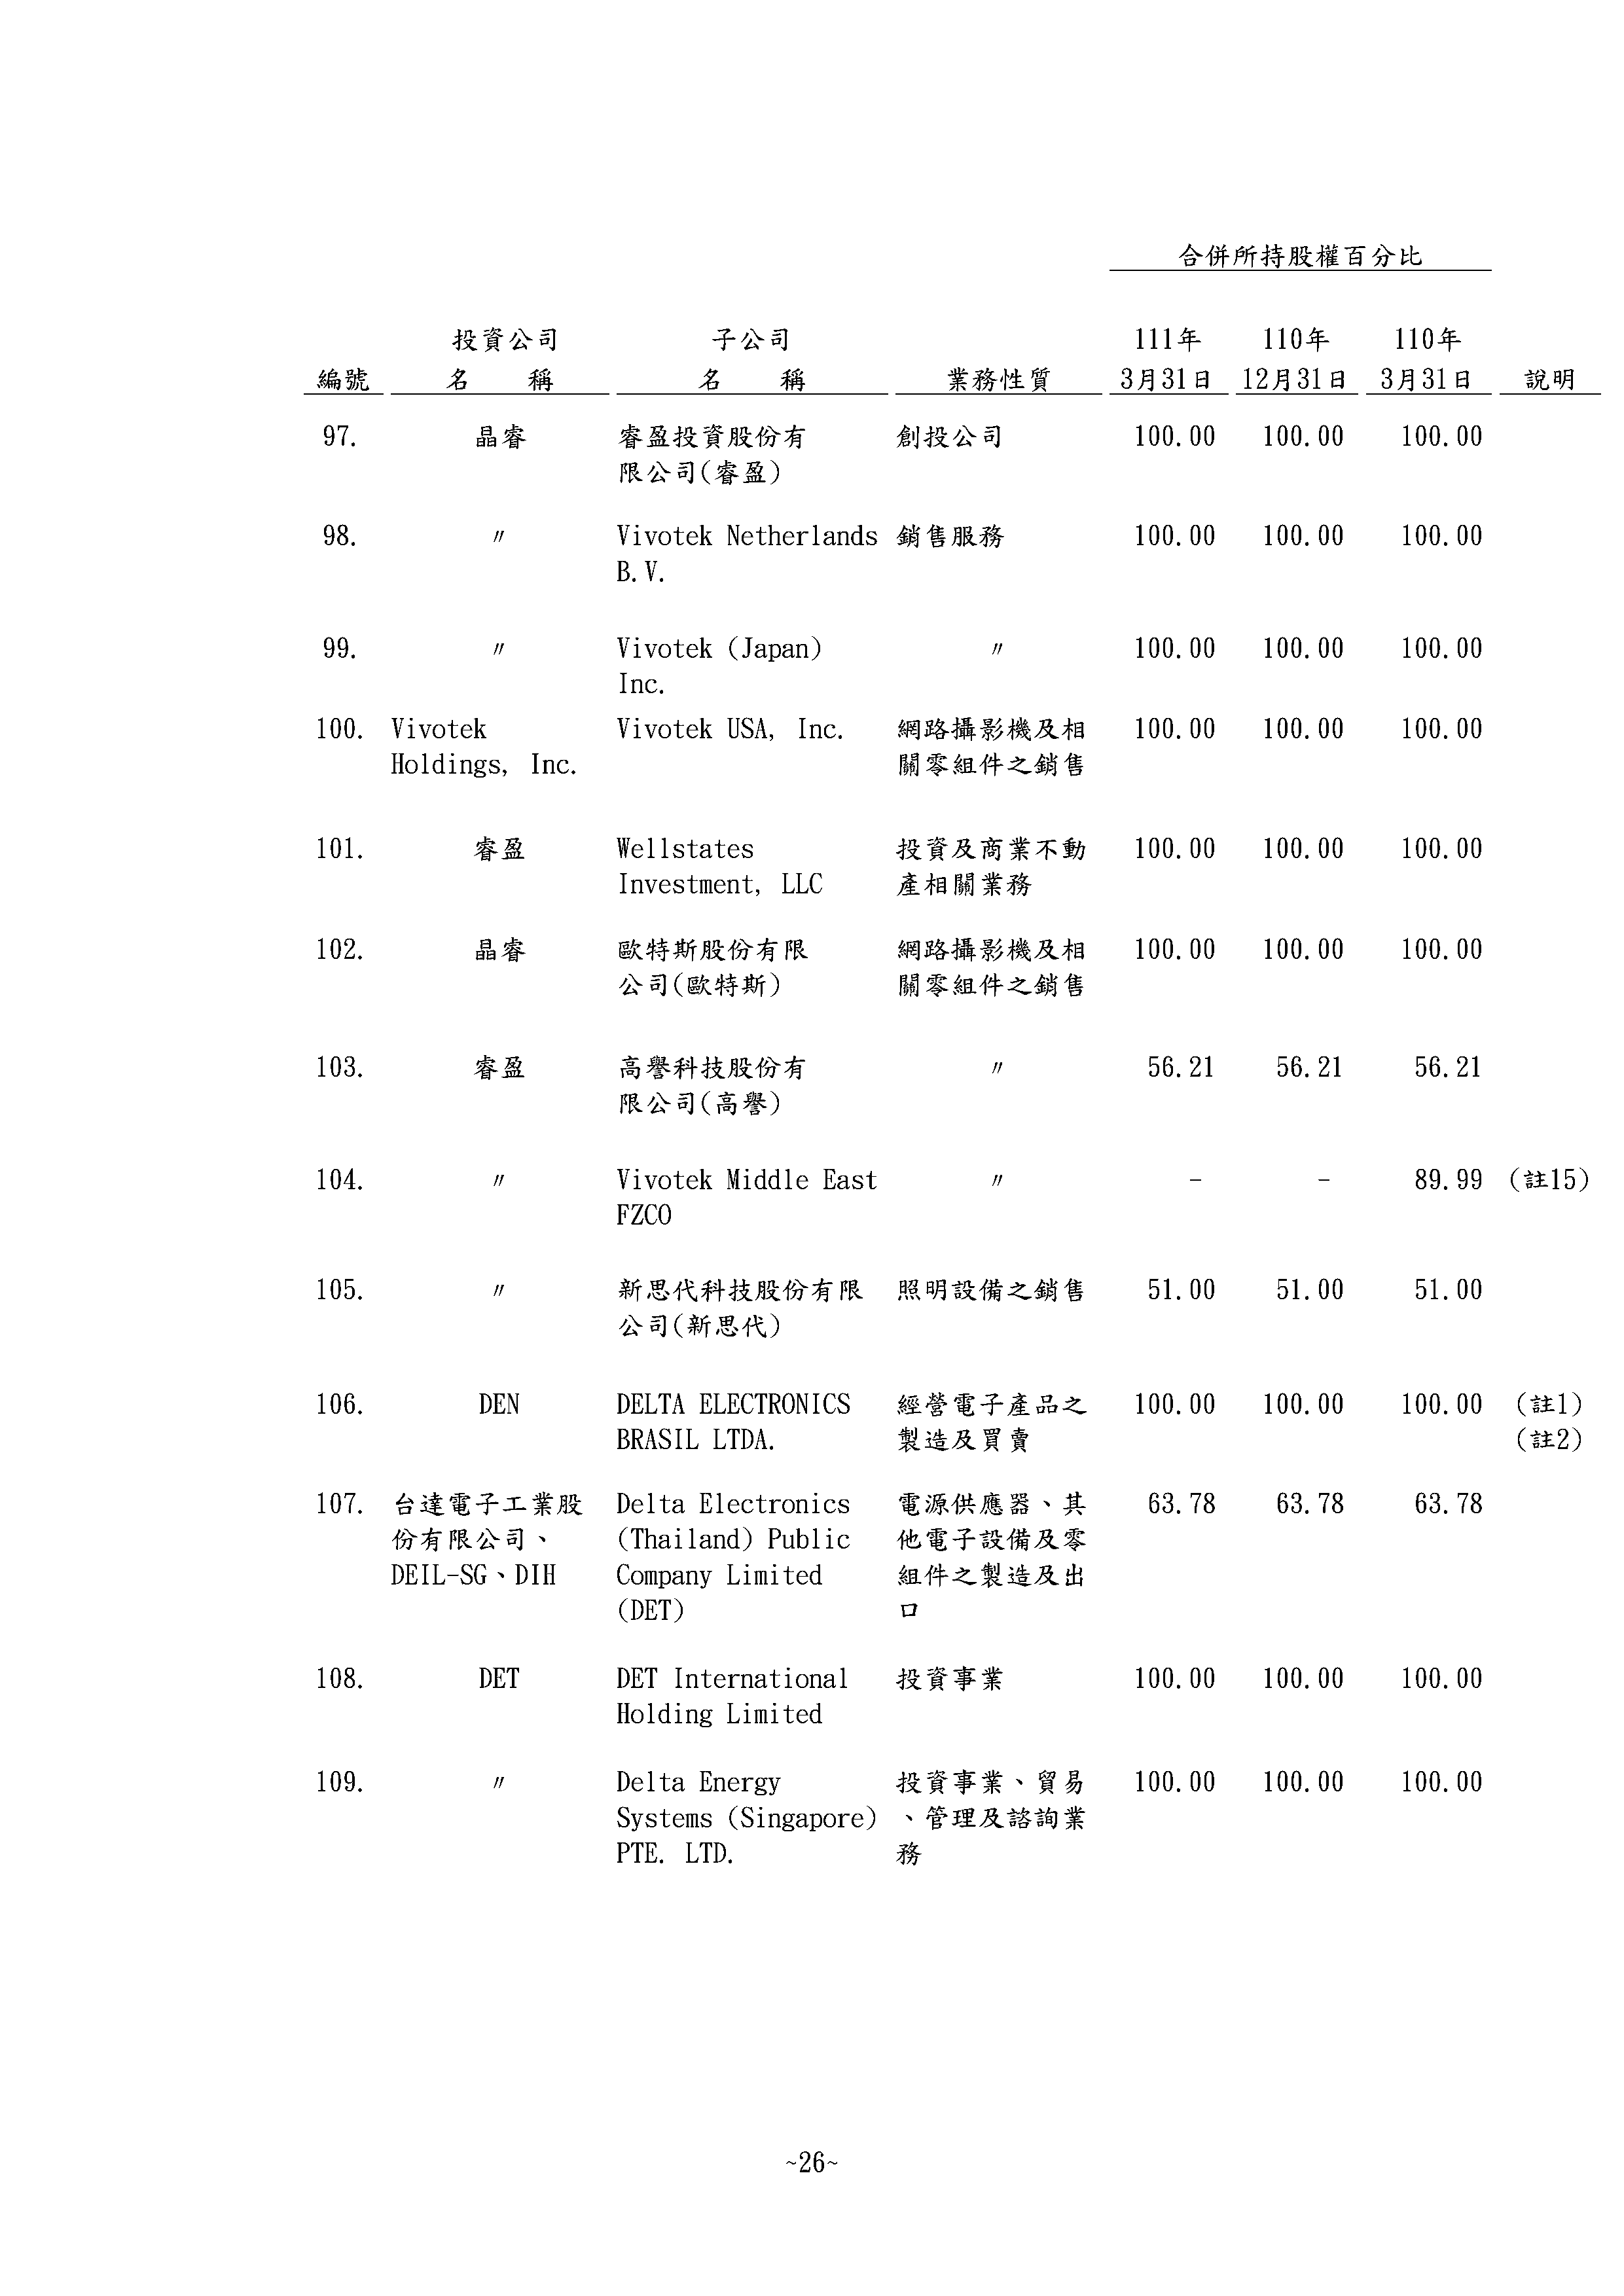 合併所持股權百分比
投資公司 子公司 111年 110年 110年
編號 名 稱 名 稱 業務性質 3月31日 12月31日 3月31日 說明
97. 晶睿 睿盈投資股份有 創投公司 100.00 100.00 100.00
限公司(睿盈)
98. 〃 Vivotek Netherlands 銷售服務 100.00 100.00 100.00
B.V.
99. 〃 Vivotek (Japan) 〃 100.00 100.00 100.00
Inc.
100. Vivotek Vivotek USA, Inc. 網路攝影機及相 100.00 100.00 100.00
Holdings, Inc. 關零組件之銷售
101. 睿盈 Wellstates 投資及商業不動 100.00 100.00 100.00
Investment, LLC 產相關業務
102. 晶睿 歐特斯股份有限 網路攝影機及相 100.00 100.00 100.00
公司(歐特斯) 關零組件之銷售
103. 睿盈 高譽科技股份有 〃 56.21 56.21 56.21
限公司(高譽)
104. 〃 Vivotek Middle East 〃 - - 89.99 (註15)
FZCO
105. 〃 新思代科技股份有限 照明設備之銷售 51.00 51.00 51.00
公司(新思代)
106. DEN DELTA ELECTRONICS 經營電子產品之 100.00 100.00 100.00 (註1)
BRASIL LTDA. 製造及買賣 (註2)
107. 台達電子工業股 Delta Electronics 電源供應器、其 63.78 63.78 63.78
份有限公司、 (Thailand) Public 他電子設備及零
DEIL-SG、DIH Company Limited 組件之製造及出
(DET) 口
108. DET DET International 投資事業 100.00 100.00 100.00
Holding Limited
109. 〃 Delta Energy 投資事業、貿易 100.00 100.00 100.00
Systems (Singapore) 、管理及諮詢業
PTE. LTD. 務
~26~